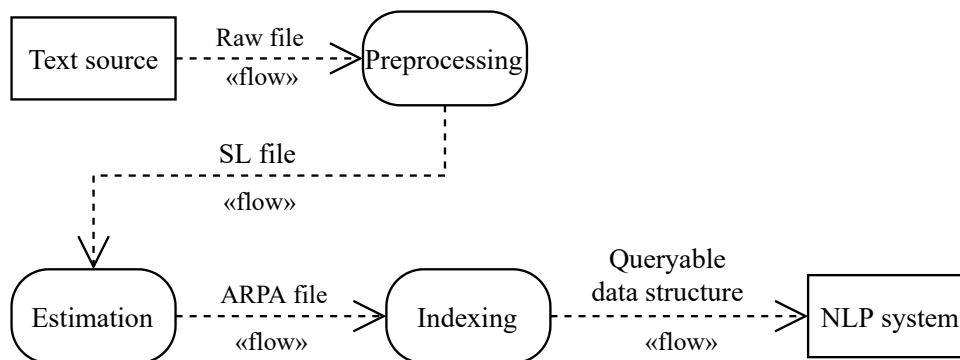 Text source
Raw file
«flow»
Preprocessing
SL file
«flow»
Estimation
ARPA file
«flow»
Indexing
Queryable
data structure
«flow»
NLP system